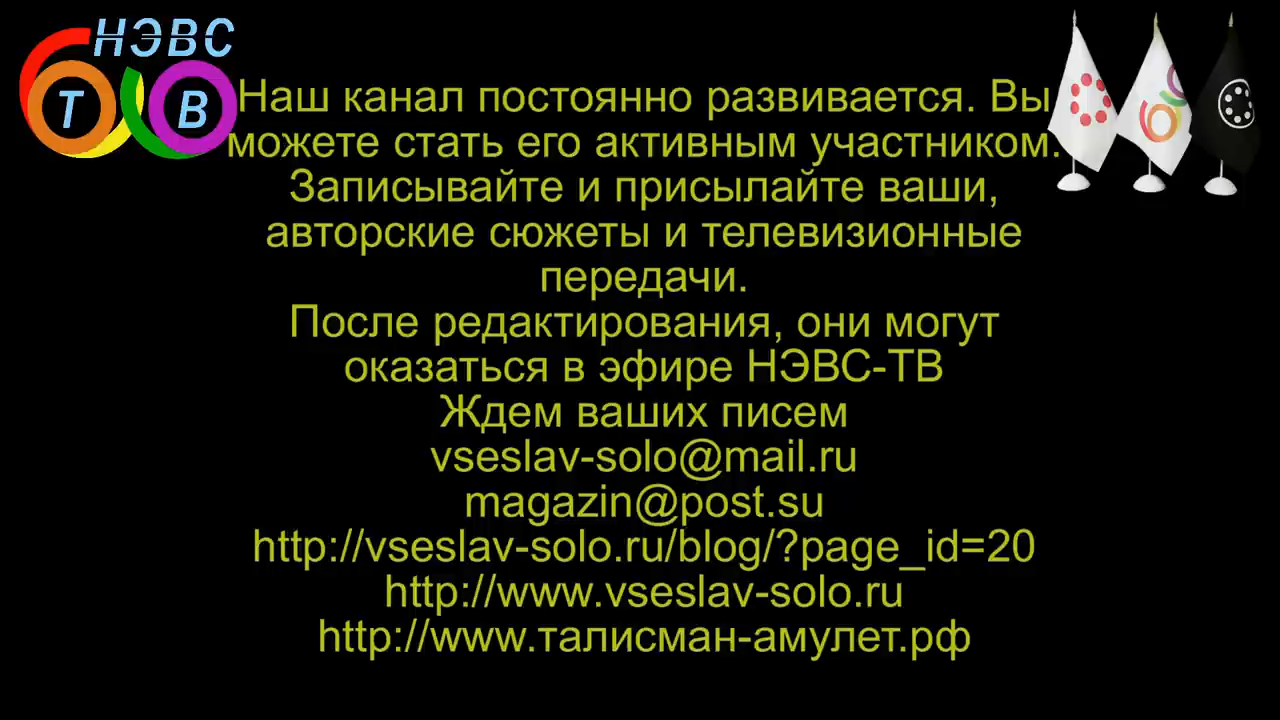 НЭВС
Т В
Наш канал постоянно развивается. Вы
можете стать его активным участником.
Записывайте и присылайте ваши,
авторские сюжеты и телевизионные
передачи.
После редактирования, они могут
оказаться в эфире НЭВС-ТВ
Ждем ваших писем
vseslav-solo@mail.ru
magazin@post.su
http://vseslav-solo.ru/blog/?page_id=20
http://www.vseslav-solo.ru
http://www.талисман-амулет.рф